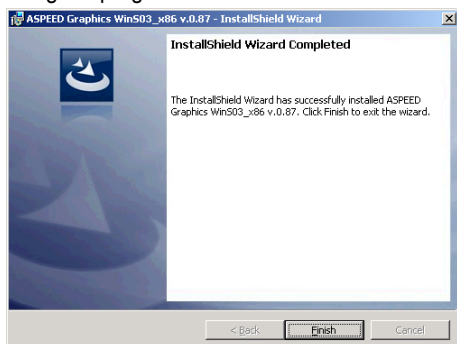 ASPEED Graphics WinS03_x86 v.0.87 - InstallShield Wizard
InstallShield Wizard Completed
The InstallShield Wizard has successfully installed ASPEED
Graphics WinS03_x86 v.0.87. Click Finish to exit the wizard.
< Back
Finish
Cancel